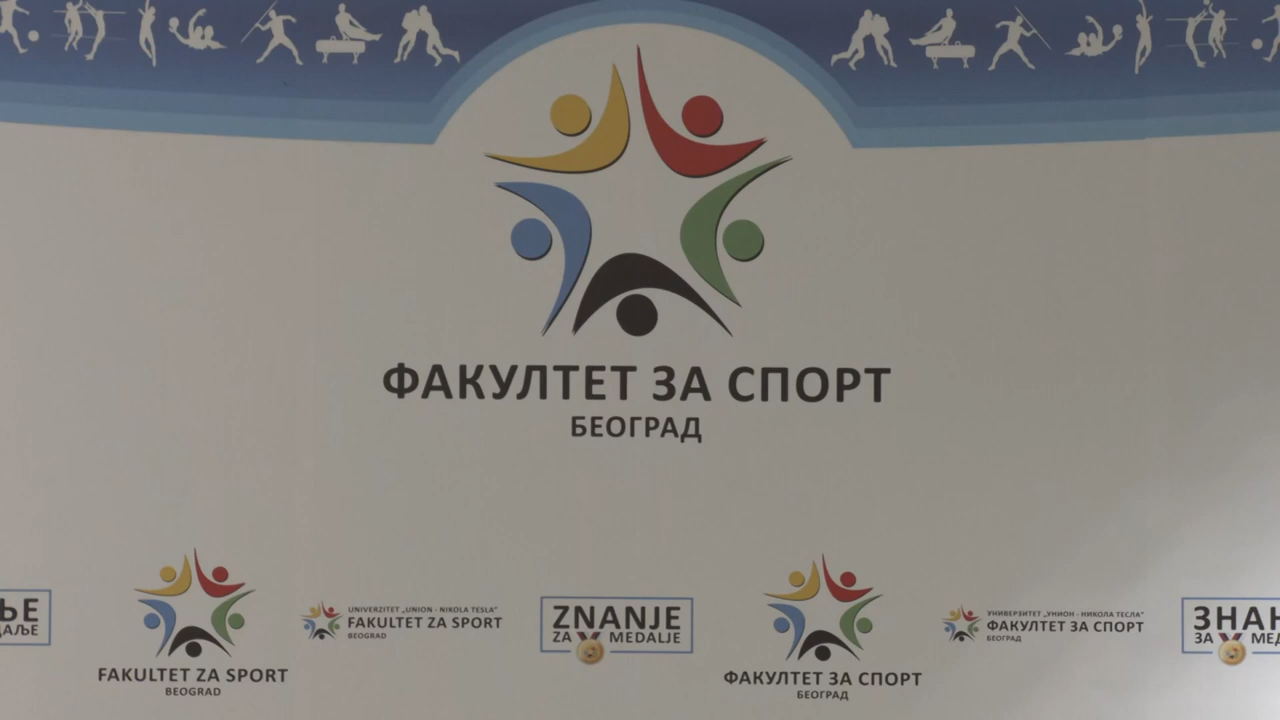 ФАКУЛТЕТ ЗА СПОРТ
БЕОГРАД
ЊЕ
ДАЉЕ
FAKULTET ZA SPORT
BEOGRAD
UNIVERZITET „UNION - NIKOLA TESLA“
FAKULTET ZA SPORT
BEOGRAD
ZNANJE
ZA MEDALJE
ФАКУЛТЕТ ЗА СПОРТ
БЕОГРАД
УНИВЕРЗИТЕТ „УНИОН - НИКОЛА ТЕСЛА“
ФАКУЛТЕТ ЗА СПОРТ
БЕОГРАД
ЗНАН
ЗА МЕД